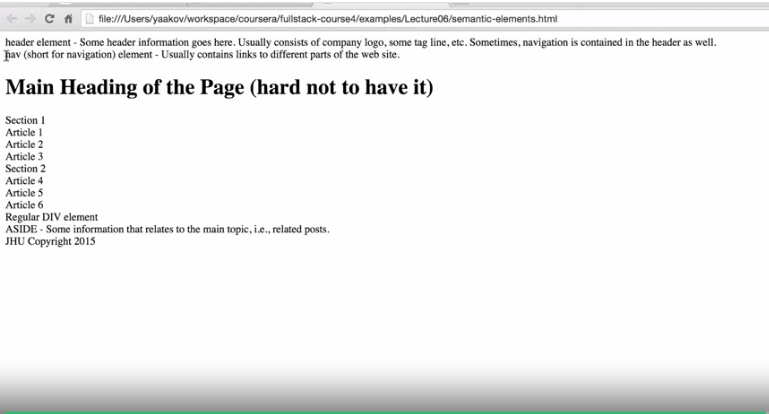 file:///Users/yaakov/workspace/coursera/fullstack-course4/examples/Lecture06/semantic-elements.html
header element - Some header information goes here. Usually consists of company logo, some tag line, etc. Sometimes, navigation is contained in the header as well.
nav (short for navigation) element - Usually contains links to different parts of the web site.
Main Heading of the Page (hard not to have it)
Section 1
Article 1
Article 2
Article 3
Section 2
Article 4
Article 5
Article 6
Regular DIV element
ASIDE - Some information that relates to the main topic, i.e., related posts.
JHU Copyright 2015